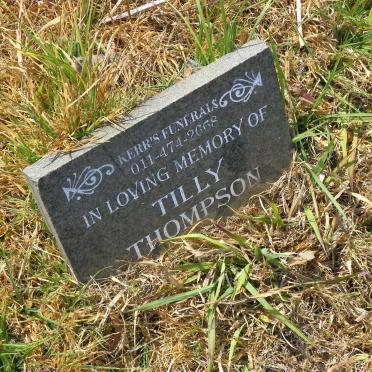 KERR'S FUNERALS
011-474-2668
IN LOVING MEMORY OF
TILLY
THOMPSON